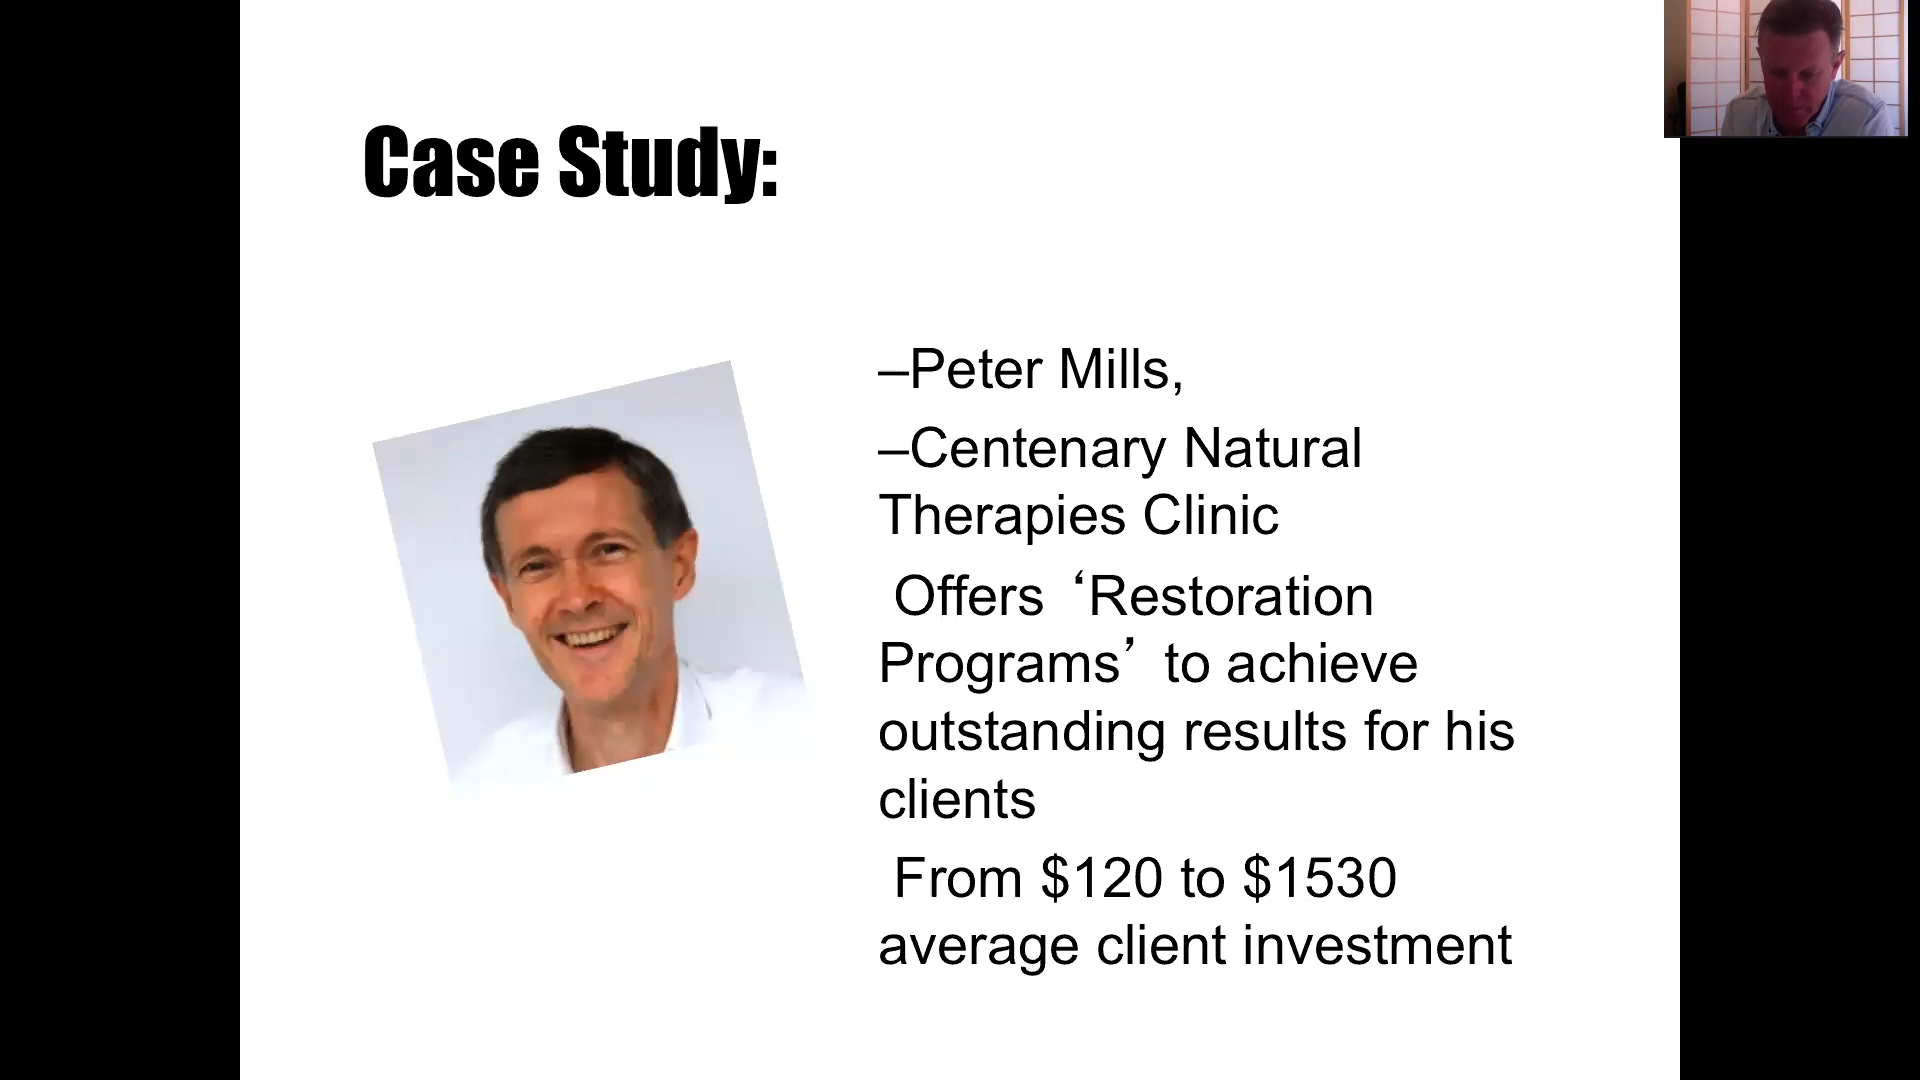 Case Study:
–Peter Mills,
–Centenary Natural
Therapies Clinic
Offers ‘Restoration
Programs’ to achieve
outstanding results for his
clients
From $120 to $1530
average client investment